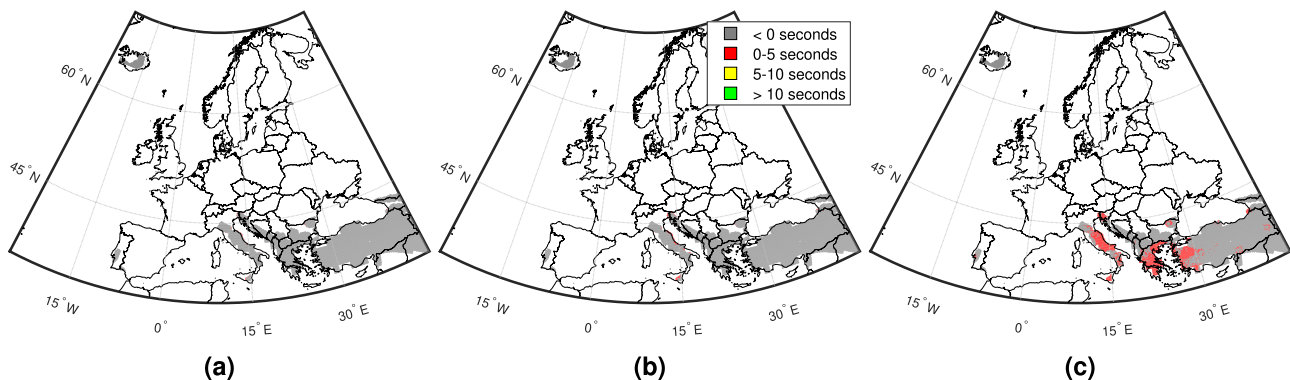 < 0 seconds
0-5 seconds
5-10 seconds
> 10 seconds
60° N
45° N
15° W
0°
15° E
30° E
(a)
60° N
45° N
15° W
0°
15° E
30° E
(b)
60° N
45° N
15° W
0°
15° E
30° E
(c)